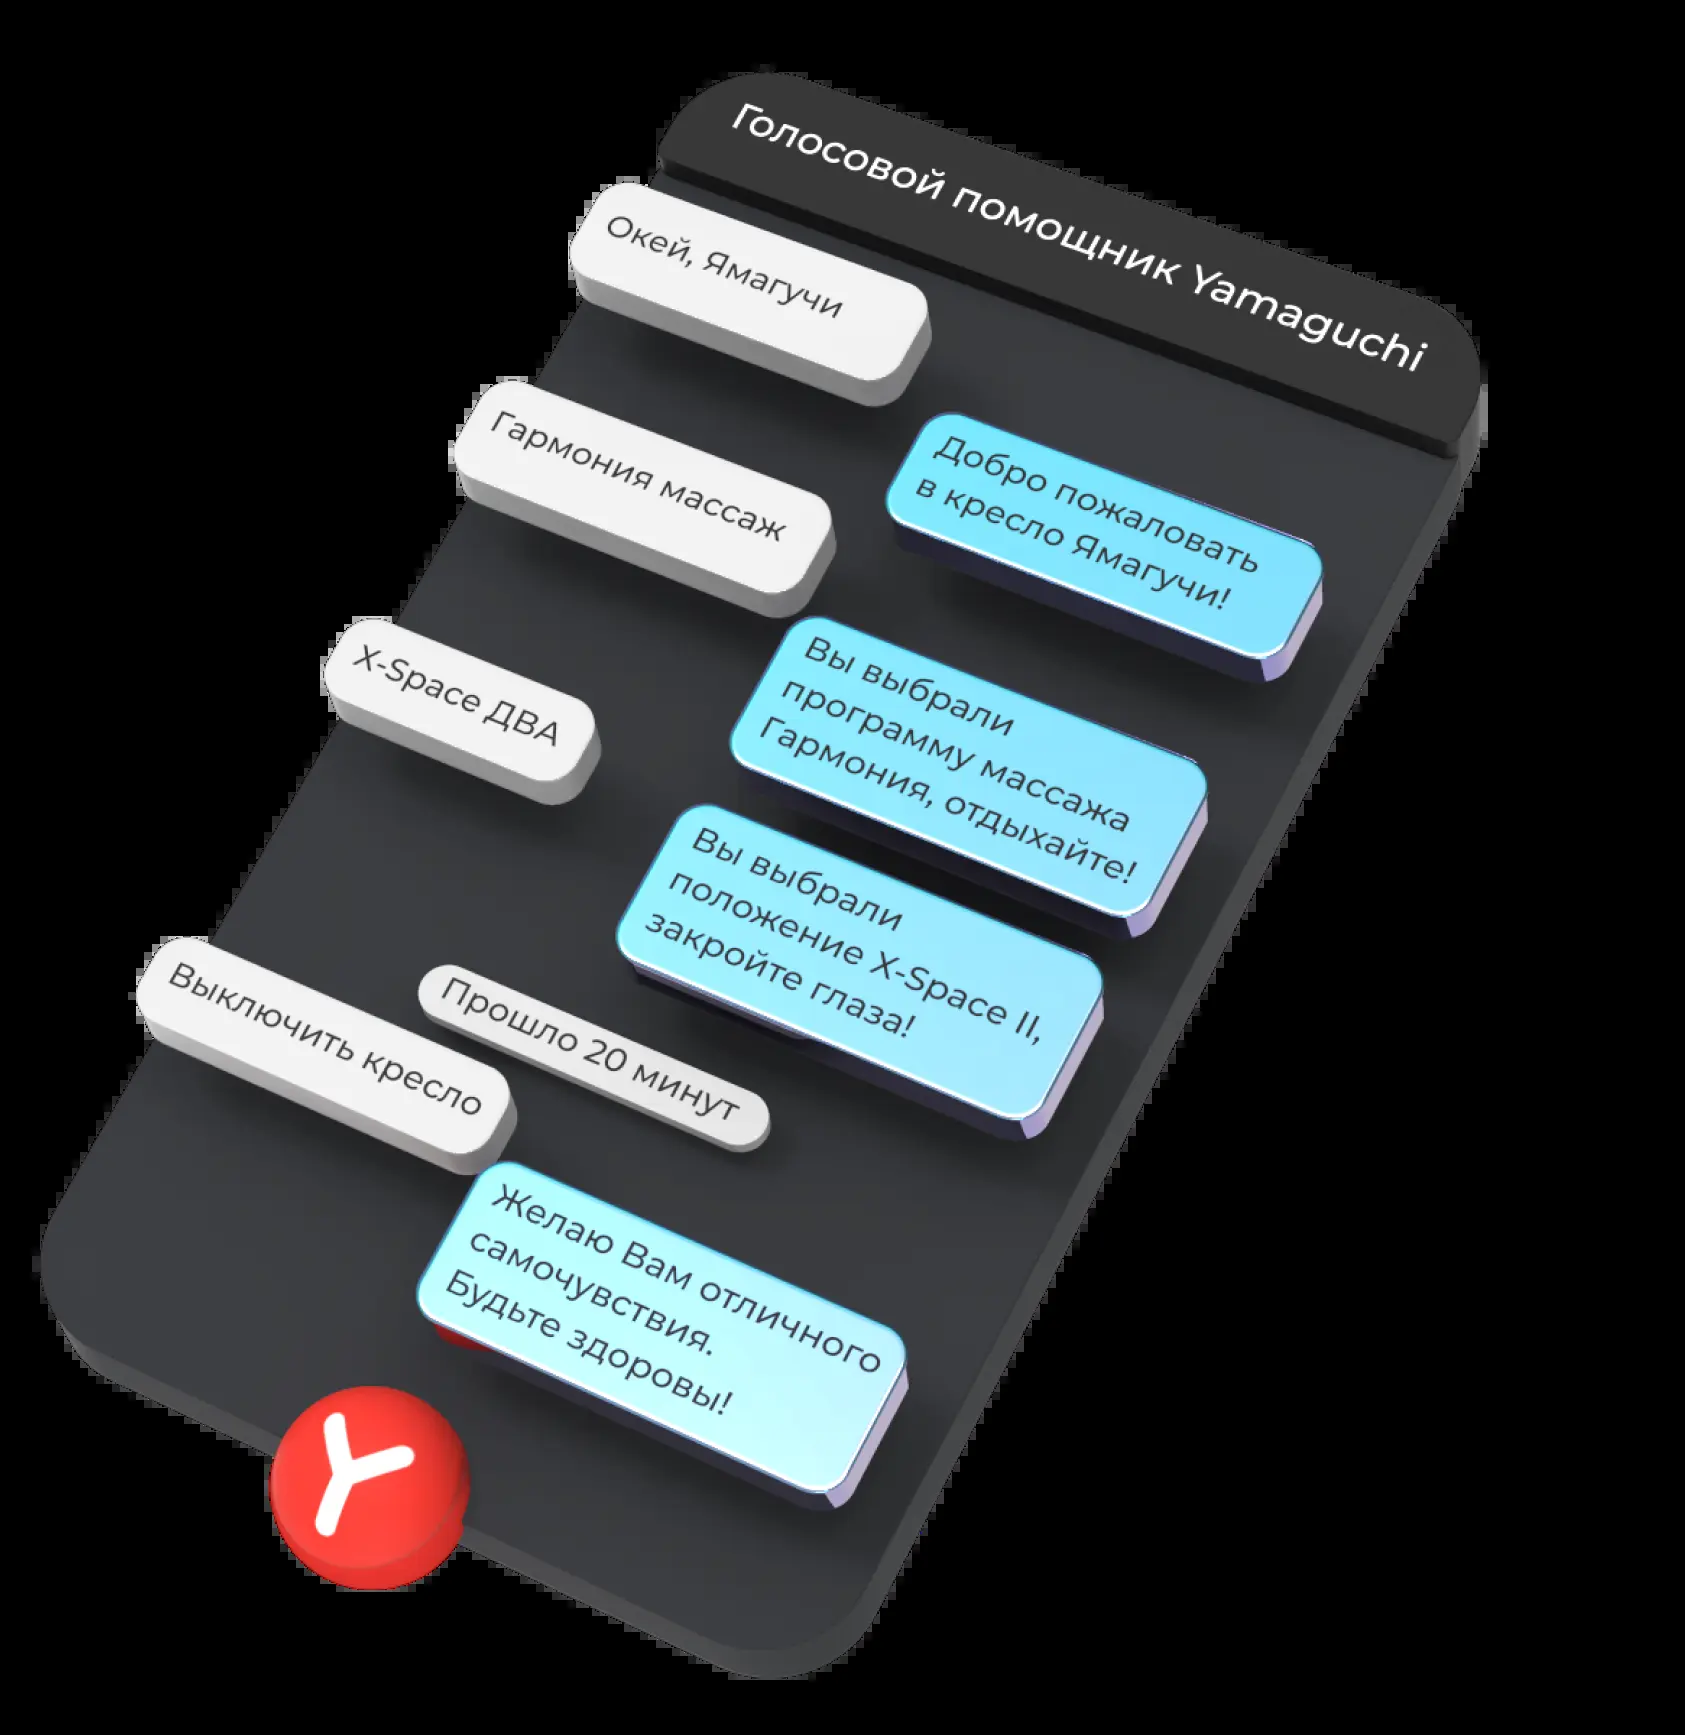 Голосовой помощник Yamaguchi
Окей, Ямагучи
Добро пожаловать
в кресло Ямагучи!
Гармония массаж
Вы выбрали
программу массажа
Гармония, отдыхайте!
X-Space ДВА
Вы выбрали
положение X-Space II,
закройте глаза!
Прошло 20 минут
Выключить кресло
Желаю Вам отличного
самочувствия.
Будьте здоровы!
Y